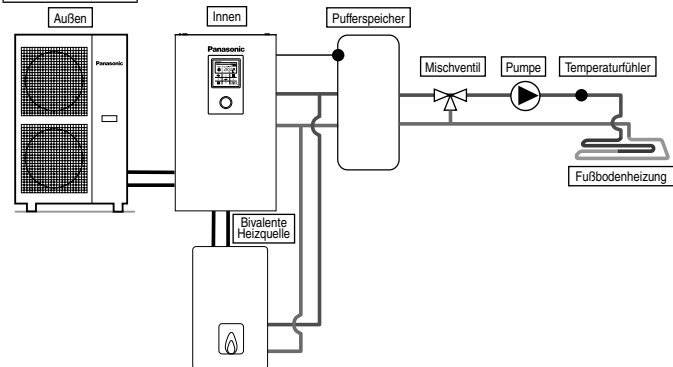 Außen
Innen
Pufferspeicher
Panasonic
Panasonic
Mischventil
Pumpe
Temperaturfühler
Fußbodenheizung
Bivalente
Heizquelle